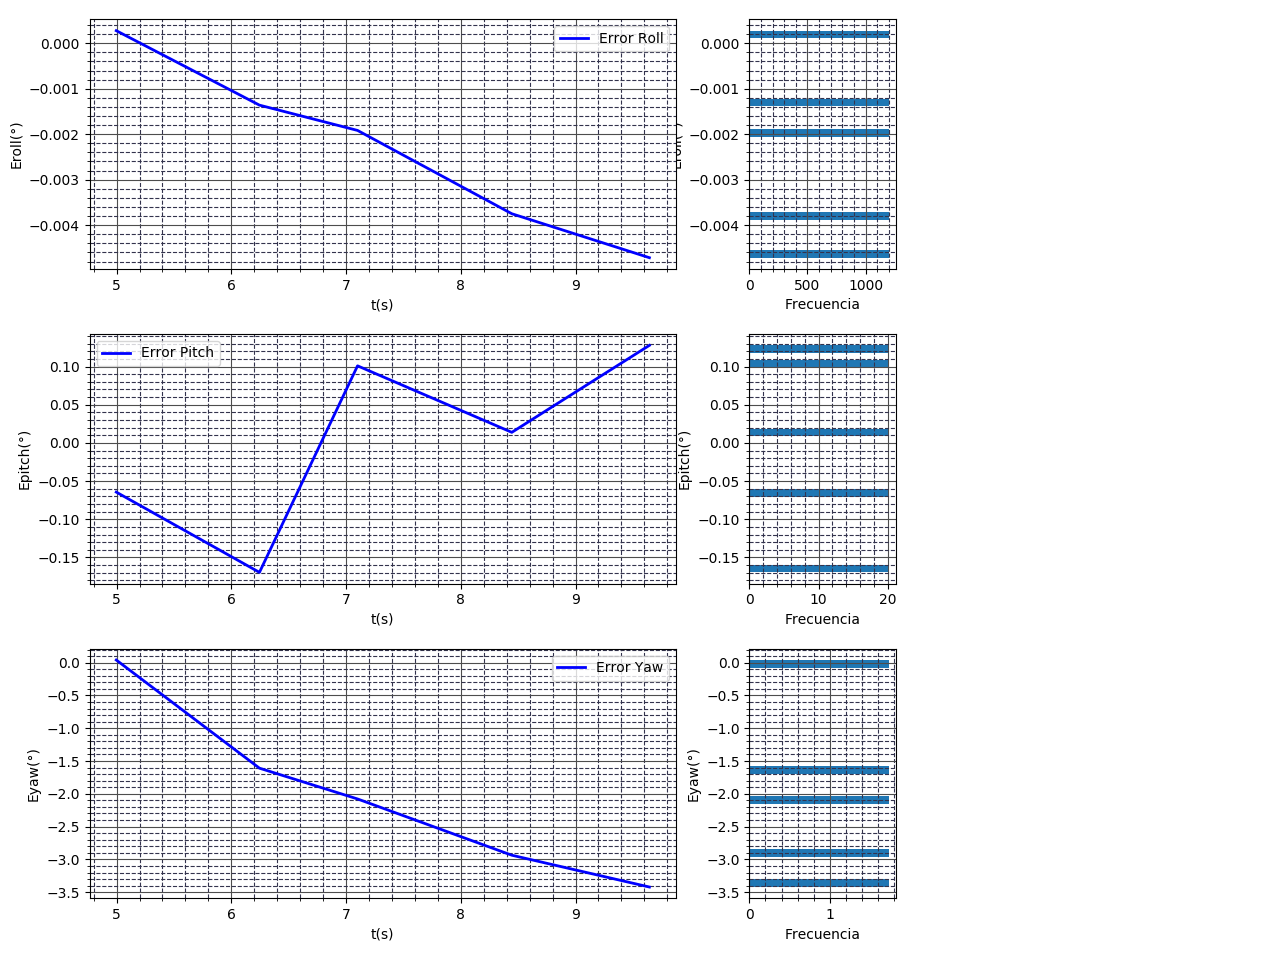 Error Roll
0.000
−0.001
−0.002
−0.003
−0.004
Eroll(°)
5 6 7 8 9
t(s)
0.000
−0.001
−0.002
−0.003
−0.004
0 500 1000
Frecuencia
Error Pitch
0.10
0.05
0.00
−0.05
−0.10
−0.15
Epitch(°)
5 6 7 8 9
t(s)
0.10
0.05
0.00
−0.05
−0.10
−0.15
Epitch(°)
0 10 20
Frecuencia
Error Yaw
0.0
−0.5
−1.0
−1.5
−2.0
−2.5
−3.0
−3.5
Eyaw(°)
5 6 7 8 9
t(s)
0.0
−0.5
−1.0
−1.5
−2.0
−2.5
−3.0
−3.5
Eyaw(°)
0 1
Frecuencia